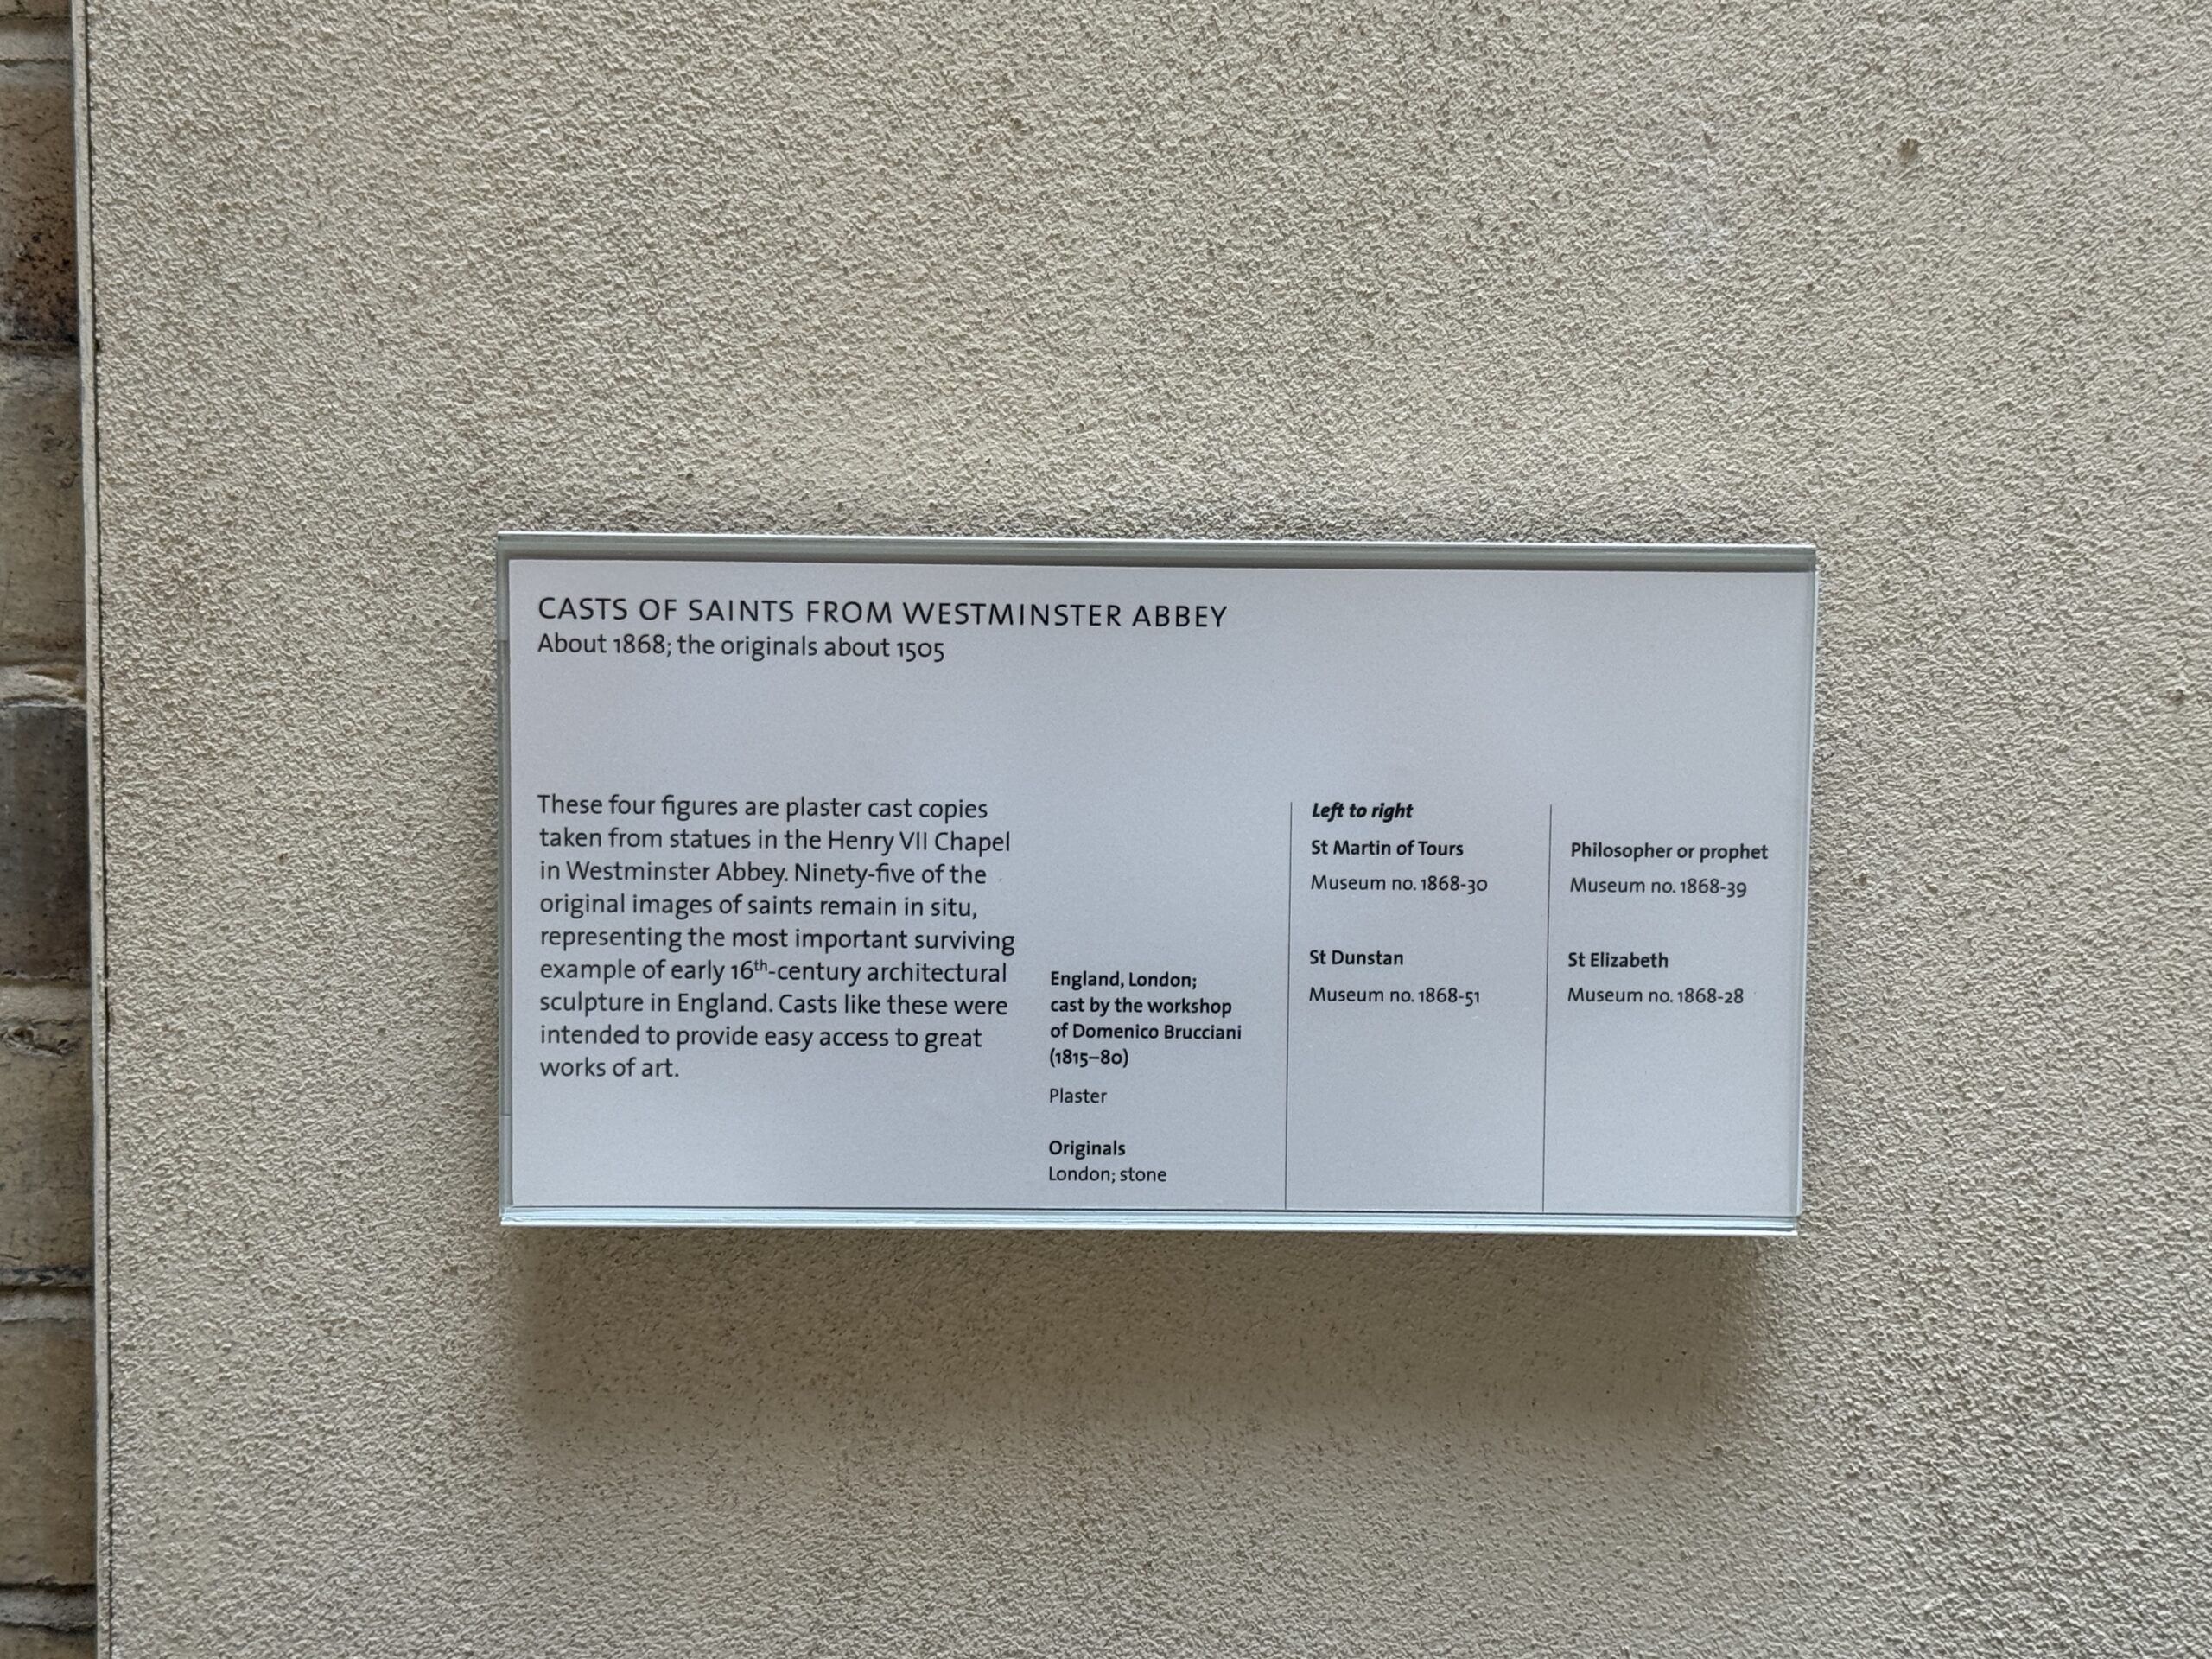 CASTS OF SAINTS FROM WESTMINSTER ABBEY
About 1868; the originals about 1505
These four figures are plaster cast copies
taken from statues in the Henry VII Chapel
in Westminster Abbey. Ninety-five of the
original images of saints remain in situ,
representing the most important surviving
example of early 16th-century architectural
sculpture in England. Casts like these were
intended to provide easy access to great
works of art.
England, London;
cast by the workshop
of Domenico Brucciani
(1815–80)
Plaster
Originals
London; stone
Left to right
St Martin of Tours
Museum no. 1868-30
St Dunstan
Museum no. 1868-51
Philosopher or prophet
Museum no. 1868-39
St Elizabeth
Museum no. 1868-28